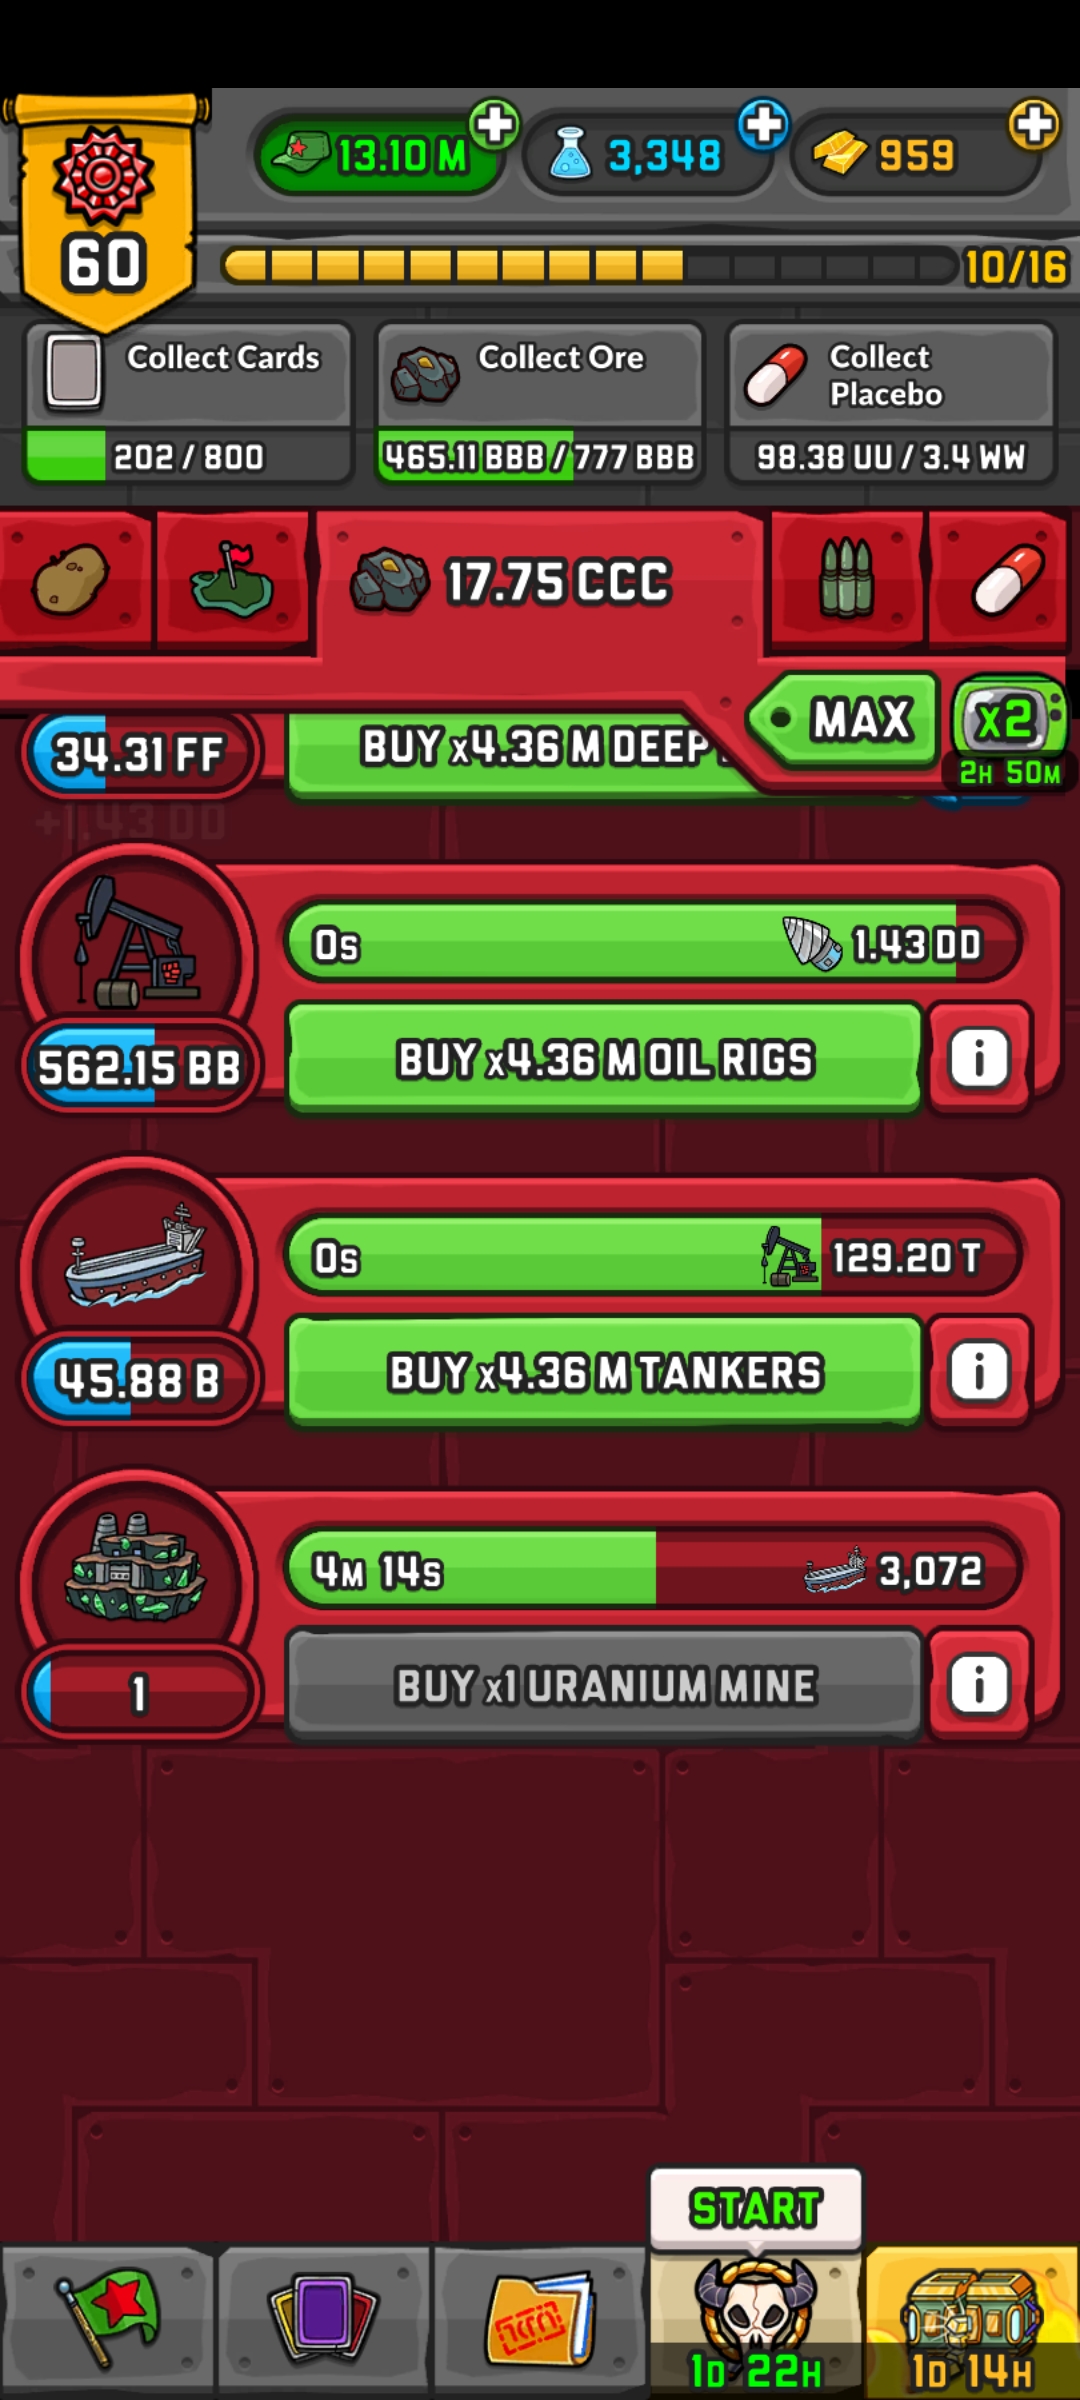 13.10 M
3,348
959
60
10/16
Collect Cards
202 / 800
Collect Ore
465.11 BBB / 777 BBB
Collect
Placebo
98.38 UU / 3.4 WW
17.75 CCC
MAX
x2
2H 50M
34.31 FF
BUY x4.36 M DEEP
+1.43 DD
0s
1.43 DD
562.15 BB
BUY x4.36 M OIL RIGS
i
0s
129.20 T
45.88 B
BUY x4.36 M TANKERS
i
4M 14s
3,072
1
BUY x1 URANIUM MINE
i
START
1D 22H
1D 14H